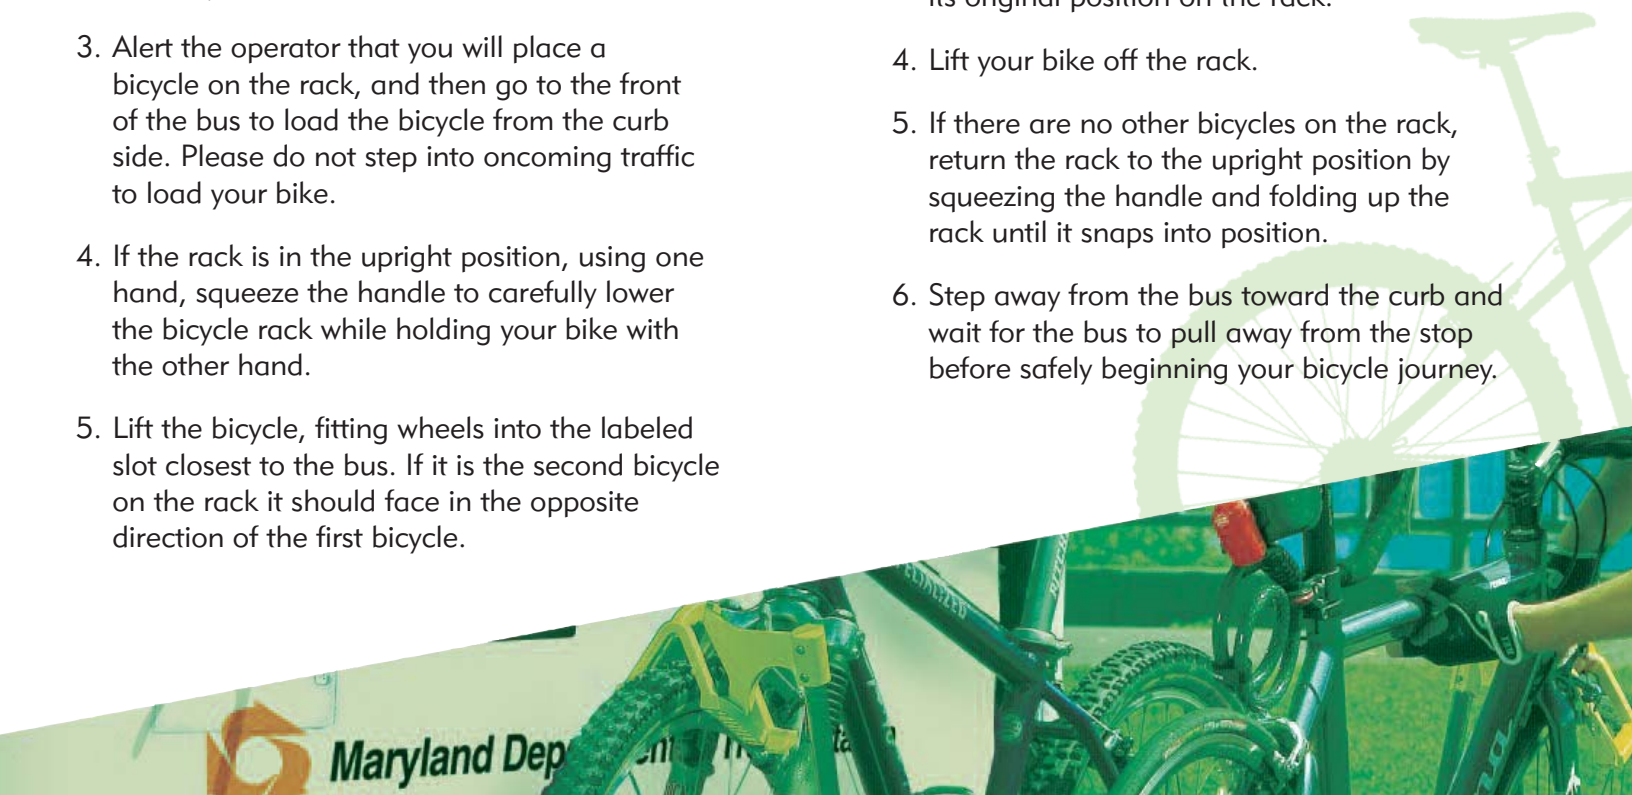 3. Alert the operator that you will place a
bicycle on the rack, and then go to the front
of the bus to load the bicycle from the curb
side. Please do not step into oncoming traffic
to load your bike.
4. If the rack is in the upright position, using one
hand, squeeze the handle to carefully lower
the bicycle rack while holding your bike with
the other hand.
5. Lift the bicycle, fitting wheels into the labeled
slot closest to the bus. If it is the second bicycle
on the rack it should face in the opposite
direction of the first bicycle.
its original position on the rack.
4. Lift your bike off the rack.
5. If there are no other bicycles on the rack,
return the rack to the upright position by
squeezing the handle and folding up the
rack until it snaps into position.
6. Step away from the bus toward the curb and
wait for the bus to pull away from the stop
before safely beginning your bicycle journey.
Maryland Dep